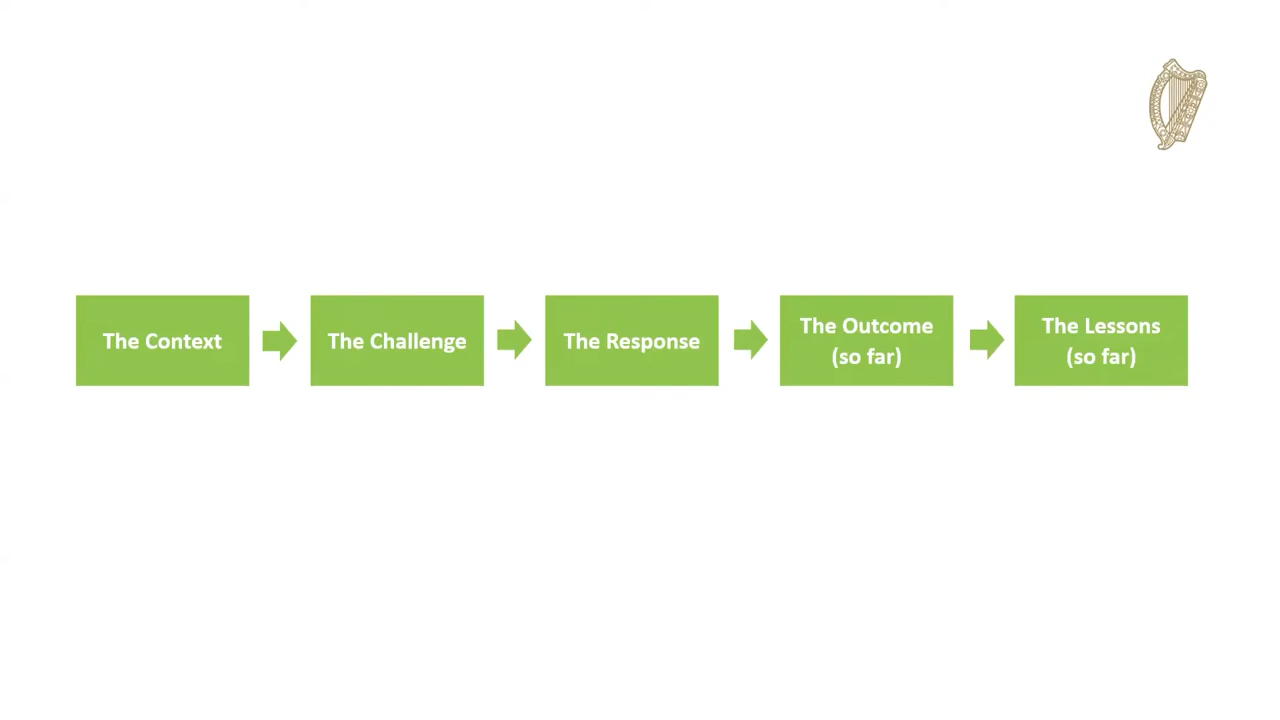 The Context
The Challenge
The Response
The Outcome
(so far)
The Lessons
(so far)